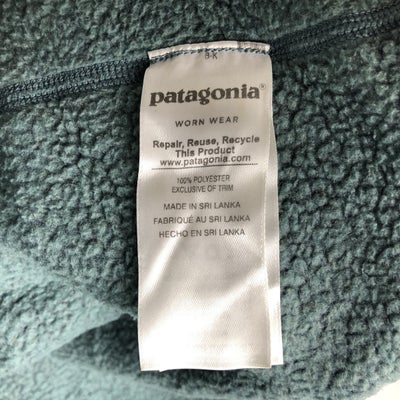 patagonia®
WORN WEAR
Repair, Reuse, Recycle
This Product
www.patagonia.com
100% POLYESTER
EXCLUSIVE OF TRIM
MADE IN SRI LANKA
FABRIQUÉ AU SRI LANKA
HECHO EN SRI LANKA